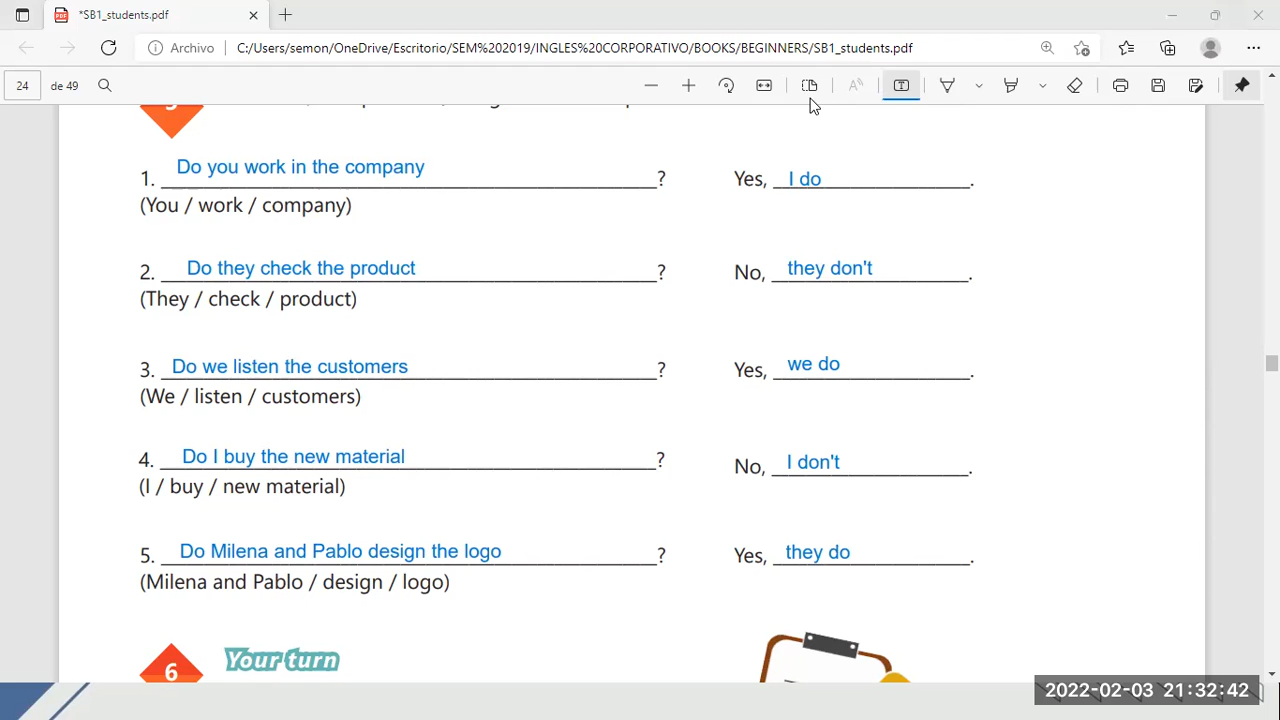 *SB1_students.pdf
Archivo C:/Users/semon/OneDrive/Escritorio/SEM%202019/INGLES%20CORPORATIVO/BOOKS/BEGINNERS/SB1_students.pdf
24 de 49
1. Do you work in the company ? Yes, I do .
(You / work / company)
2. Do they check the product ? No, they don't .
(They / check / product)
3. Do we listen the customers ? Yes, we do .
(We / listen / customers)
4. Do I buy the new material ? No, I don't .
(I / buy / new material)
5. Do Milena and Pablo design the logo ? Yes, they do .
(Milena and Pablo / design / logo)
6 Your turn
2022-02-03 21:32:42